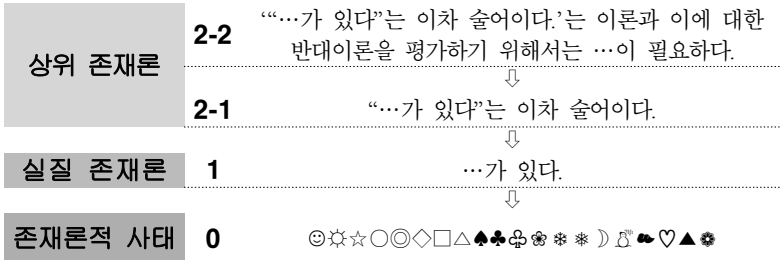 상위 존재론
2-2 ‘“⋯가 있다”는 이차 술어이다.’는 이론과 이에 대한
반대이론을 평가하기 위해서는 ⋯이 필요하다.
⇩
2-1 “⋯가 있다”는 이차 술어이다.
⇩
실질 존재론 1 ⋯가 있다.
⇩
존재론적 사태 0 ☺☼☆○◎◇□△♠♣♧❀❄❅☽☃☁♡▲❁